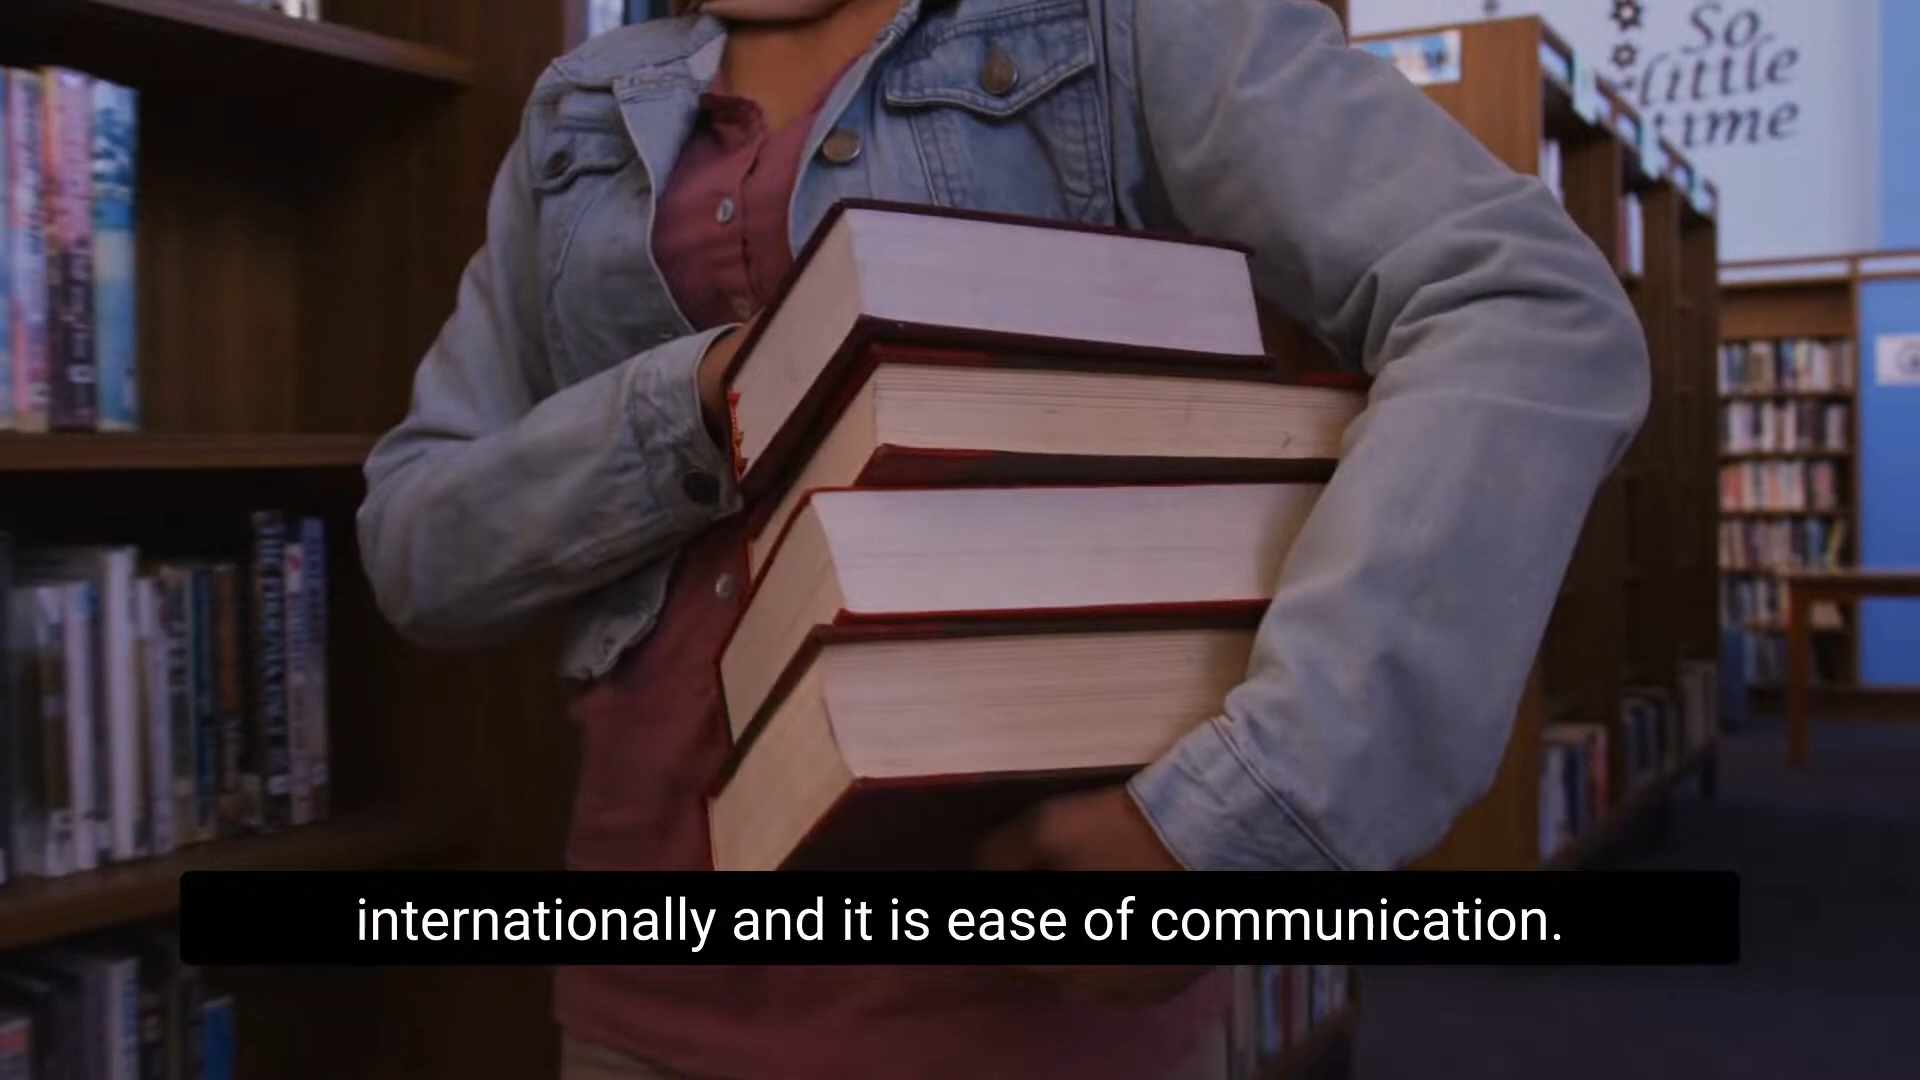 So
little
time
internationally and it is ease of communication.